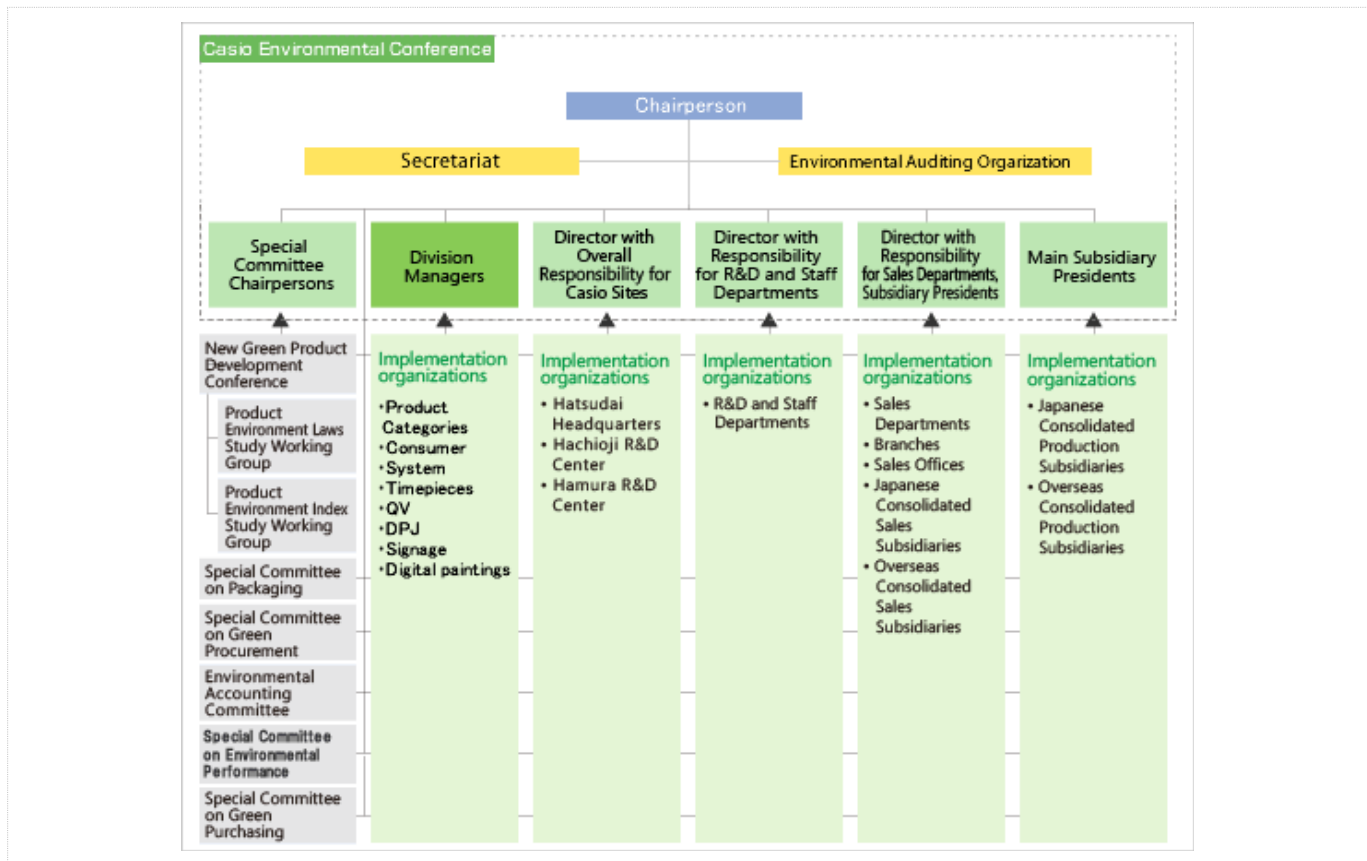 Casio Environmental Conference
Chairperson
Secretariat
Environmental Auditing Orgarization
Special
Committee
Chairpersons
Division
Managers
Director with
Overall
Responsibility for
Casio Sites
Director with
Responsibility
for R&D and Staff
Departments
Director with
Responsibility
for Sales Departments,
Subsidiary Presidents
Main Subsidiary
Presidents
New Green Product
Development
Conference
Product
Environment Laws
Study Working
Group
Product
Environment Index
Study Working
Group
Special Committee
on Packaging
Special Committee
on Green
Procurement
Environmental
Accounting
Committee
Special Committee
on Environmental
Performance
Special Committee
on Green
Purchasing
Implementation
organizations
・Product
Categories
・Consumer
・System
・Timepieces
・QV
・DPJ
・Signage
・Digital paintings
Implementation
organizations
• Hatsudai
Headquarters
• Hachioji R&D
Center
• Hamura R&D
Center
Implementation
organizations
• R&D and Staff
Departments
Implementation
organizations
• Sales
Departments
• Branches
• Sales Offices
• Japanese
Consolidated
Sales
Subsidiaries
• Overseas
Consolidated
Sales
Subsidiaries
Implementation
organizations
• Japanese
Consolidated
Production
Subsidiaries
• Overseas
Consolidated
Production
Subsidiaries